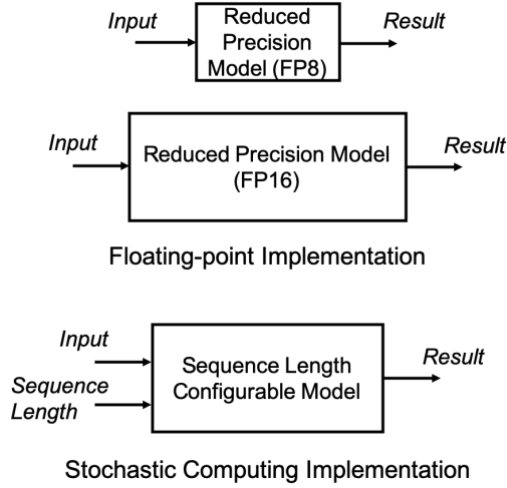 Input
Reduced
Precision
Model (FP8)
Result
Input
Reduced Precision Model
(FP16)
Result
Floating-point Implementation
Input
Sequence
Length
Sequence Length
Configurable Model
Result
Stochastic Computing Implementation